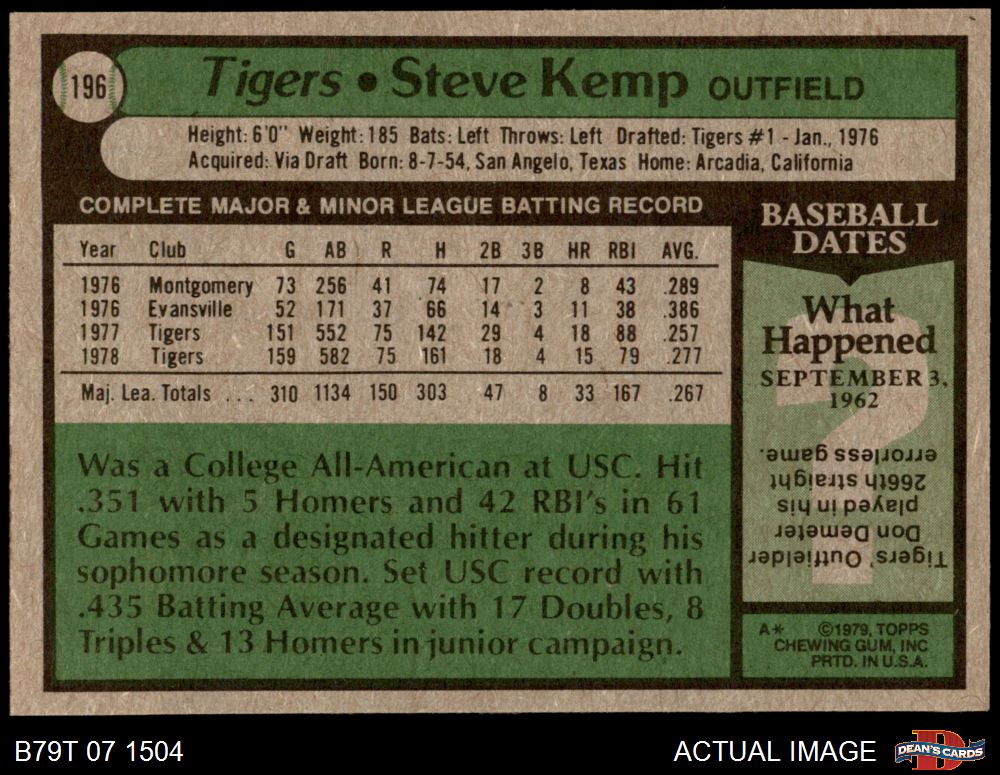 196
Tigers • Steve Kemp OUTFIELD
Height: 6'0" Weight: 185 Bats: Left Throws: Left Drafted: Tigers #1 - Jan., 1976
Acquired: Via Draft Born: 8-7-54, San Angelo, Texas Home: Arcadia, California
COMPLETE MAJOR & MINOR LEAGUE BATTING RECORD
Year Club G AB R H 2B 3B HR RBI AVG.
1976 Montgomery 73 256 41 74 17 2 8 43 .289
1976 Evansville 52 171 37 66 14 3 11 38 .386
1977 Tigers 151 552 75 142 29 4 18 88 .257
1978 Tigers 159 582 75 161 18 4 15 79 .277
Maj. Lea. Totals ... 310 1134 150 303 47 8 33 167 .267
Was a College All-American at USC. Hit
.351 with 5 Homers and 42 RBI's in 61
Games as a designated hitter during his
sophomore season. Set USC record with
.435 Batting Average with 17 Doubles, 8
Triples & 13 Homers in junior campaign.
BASEBALL
DATES
What
Happened
SEPTEMBER 3,
1962
?
Tigers' Outfielder
Don Demeter
played in his
266th straight
errorless game.
A* ©1979, TOPPS
CHEWING GUM, INC
PRTD. IN U.S.A.
B79T 07 1504
ACTUAL IMAGE
DEAN'S CARDS